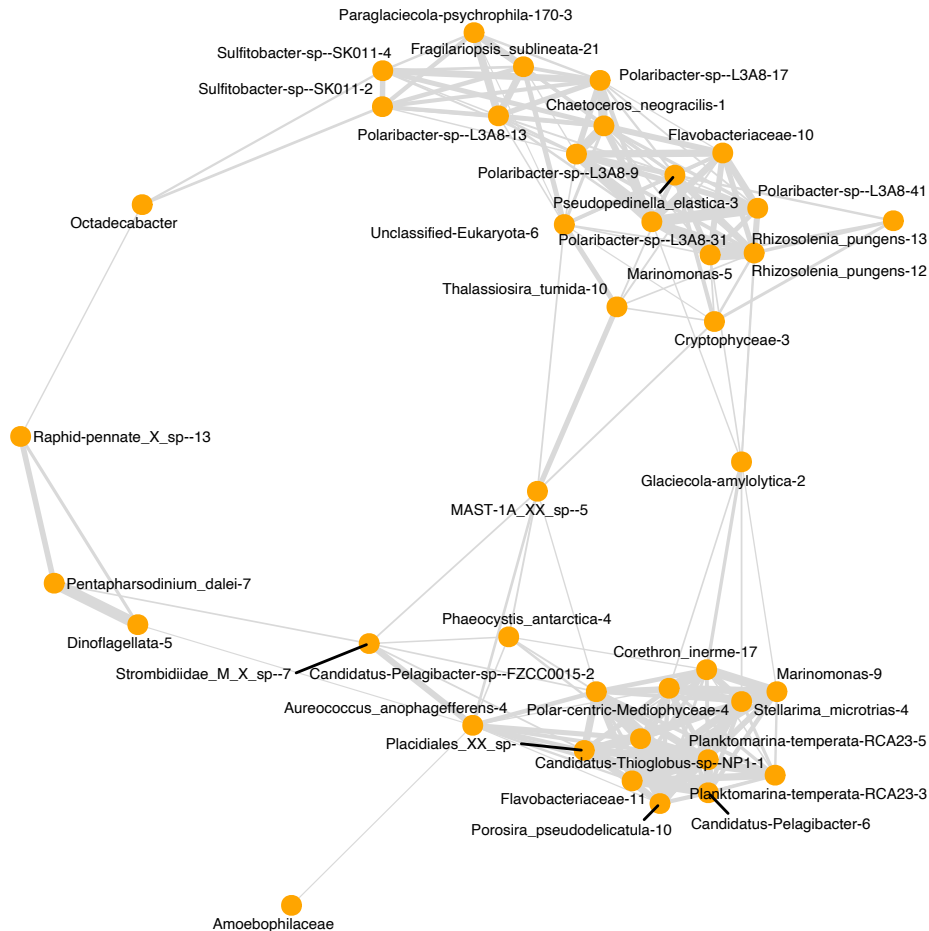 Paraglaciecola-psychrophila-170-3
Sulfitobacter-sp--SK011-4
Fragilariopsis_sublineata-21
Polaribacter-sp--L3A8-17
Sulfitobacter-sp--SK011-2
Chaetoceros_neogracilis-1
Polaribacter-sp--L3A8-13
Flavobacteriaceae-10
Polaribacter-sp--L3A8-9
Polaribacter-sp--L3A8-41
Pseudopedinella_elastica-3
Octadecabacter
Unclassified-Eukaryota-6
Polaribacter-sp--L3A8-31
Rhizosolenia_pungens-13
Marinomonas-5
Rhizosolenia_pungens-12
Thalassiosira_tumida-10
Cryptophyceae-3
Raphid-pennate_X_sp--13
Glaciecola-amylolytica-2
MAST-1A_XX_sp--5
Pentapharsodinium_dalei-7
Phaeocystis_antarctica-4
Dinoflagellata-5
Corethron_inerme-17
Strombidiidae_M_X_sp--7
Candidatus-Pelagibacter-sp--FZCC0015-2
Marinomonas-9
Aureococcus_anophagefferens-4
Polar-centric-Mediophyceae-4
Stellarima_microtrias-4
Placidiales_XX_sp-
Planktomarina-temperata-RCA23-5
Candidatus-Thioglobus-sp--NP1-1
Flavobacteriaceae-11
Planktomarina-temperata-RCA23-3
Porosira_pseudodelicatula-10
Candidatus-Pelagibacter-6
Amoebophilaceae